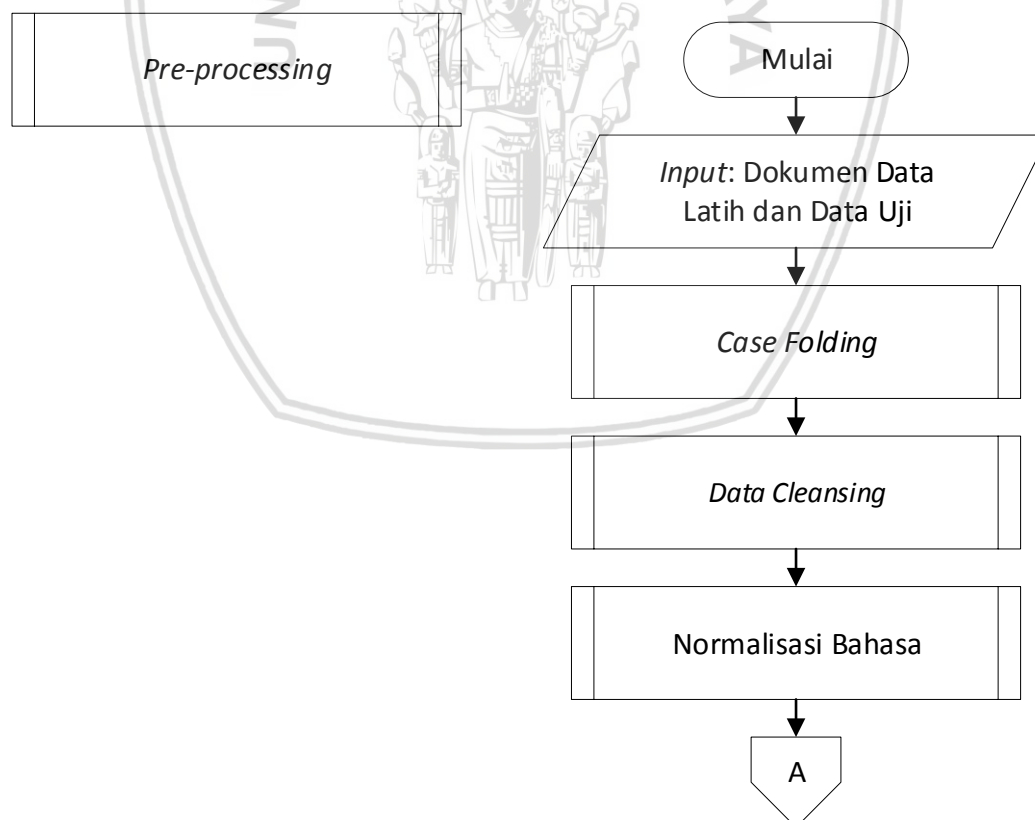 Pre-processing
Mulai
Input: Dokumen Data
Latih dan Data Uji
Case Folding
Data Cleansing
Normalisasi Bahasa
A